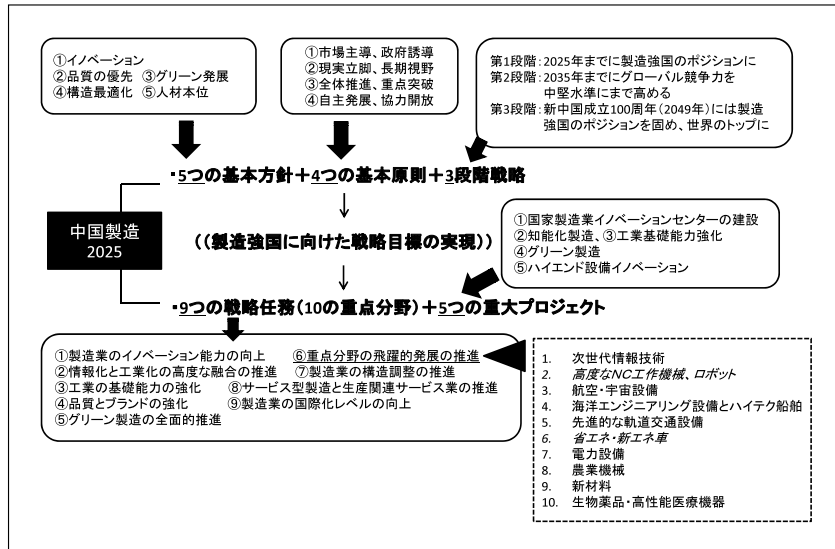 ①イノベーション
②品質の優先 ③グリーン発展
④構造最適化 ⑤人材本位
①市場主導、政府誘導
②現実立脚、長期視野
③全体推進、重点突破
④自主発展、協力開放
第1段階：2025年までに製造強国のポジションに
第2段階：2035年までにグローバル競争力を
中堅水準にまで高める
第3段階：新中国成立100周年（2049年）には製造
強国のポジションを固め、世界のトップに
・5つの基本方針＋4つの基本原則＋3段階戦略
中国製造
2025
（（製造強国に向けた戦略目標の実現））
①国家製造業イノベーションセンターの建設
②知能化製造、③工業基礎能力強化
④グリーン製造
⑤ハイエンド設備イノベーション
・9つの戦略任務（10の重点分野）＋5つの重大プロジェクト
①製造業のイノベーション能力の向上 ⑥重点分野の飛躍的発展の推進
②情報化と工業化の高度な融合の推進 ⑦製造業の構造調整の推進
③工業の基礎能力の強化 ⑧サービス型製造と生産関連サービス業の推進
④品質とブランドの強化 ⑨製造業の国際化レベルの向上
⑤グリーン製造の全面的推進
1. 次世代情報技術
2. 高度なNC工作機械、ロボット
3. 航空・宇宙設備
4. 海洋エンジニアリング設備とハイテク船舶
5. 先進的な軌道交通設備
6. 省エネ・新エネ車
7. 電力設備
8. 農業機械
9. 新材料
10. 生物薬品・高性能医療機器